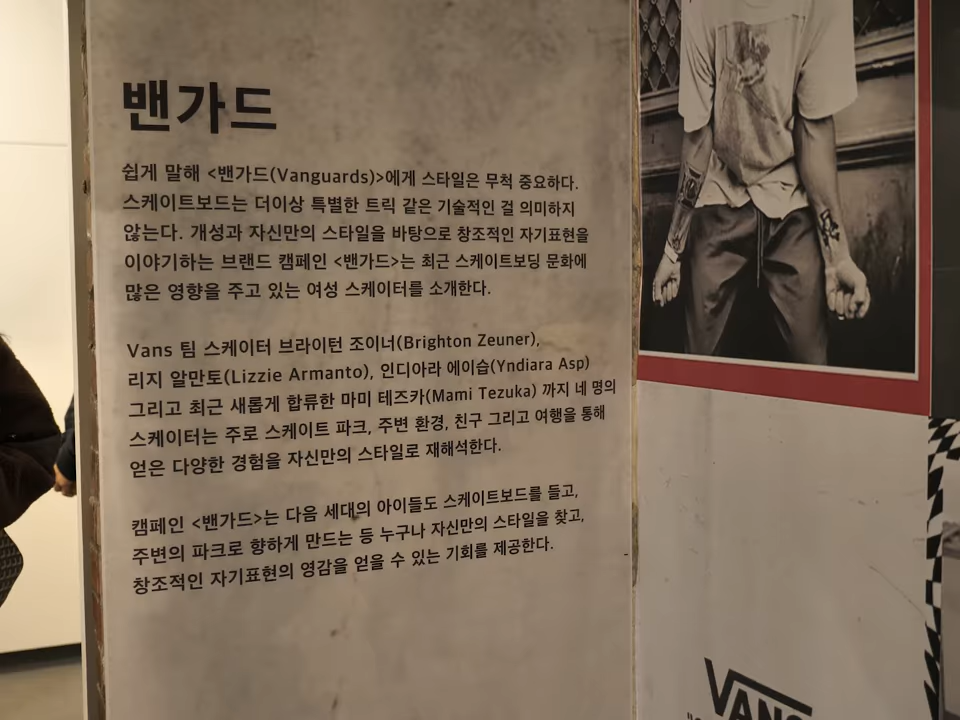 밴가드
쉽게 말해 <밴가드(Vanguards)>에게 스타일은 무척 중요하다.
스케이트보드는 더이상 특별한 트릭 같은 기술적인 걸 의미하지
않는다. 개성과 자신만의 스타일을 바탕으로 창조적인 자기표현을
이야기하는 브랜드 캠페인 <밴가드>는 최근 스케이트보딩 문화에
많은 영향을 주고 있는 여성 스케이터를 소개한다.
Vans 팀 스케이터 브라이턴 조이너(Brighton Zeuner),
리지 알만토(Lizzie Armanto), 인디아라 에이습(Yndiara Asp)
그리고 최근 새롭게 합류한 마미 테즈카(Mami Tezuka) 까지 네 명의
스케이터는 주로 스케이트 파크, 주변 환경, 친구 그리고 여행을 통해
얻은 다양한 경험을 자신만의 스타일로 재해석한다.
캠페인 <밴가드>는 다음 세대의 아이들도 스케이트보드를 들고,
주변의 파크로 향하게 만드는 등 누구나 자신만의 스타일을 찾고,
창조적인 자기표현의 영감을 얻을 수 있는 기회를 제공한다.
VANS